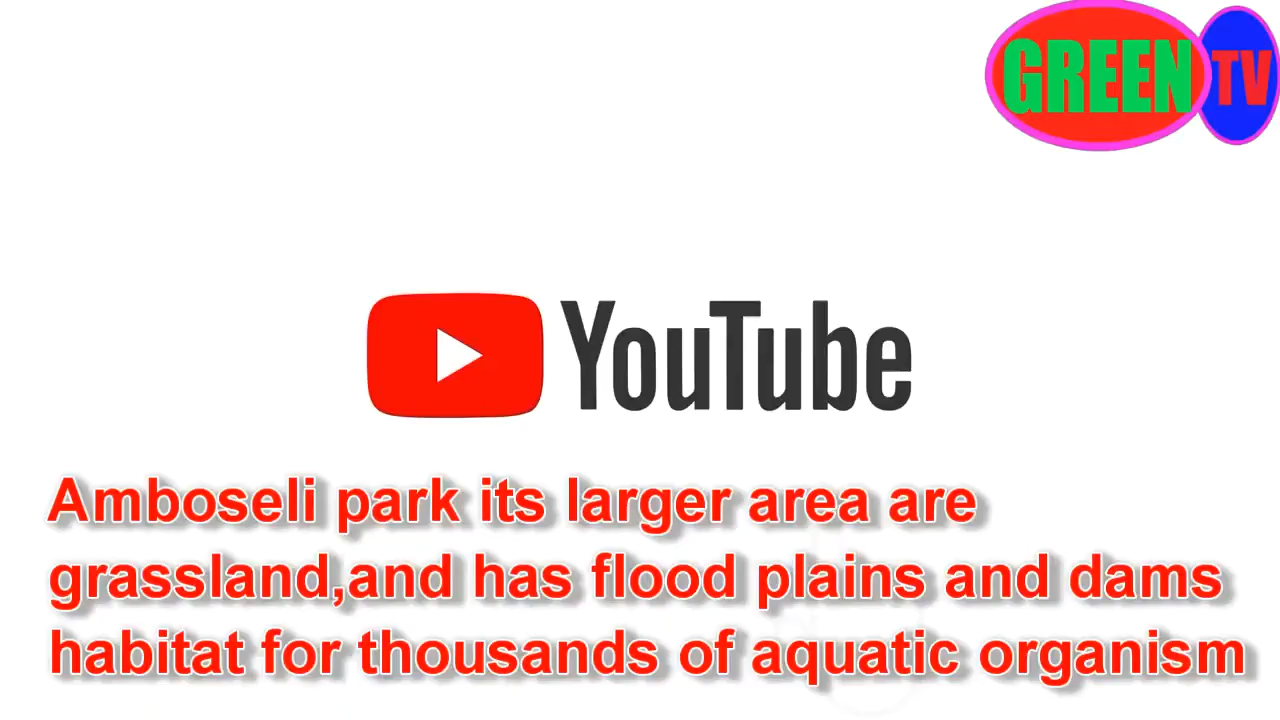 GREEN TV
YouTube
Amboseli park its larger area are
grassland,and has flood plains and dams
habitat for thousands of aquatic organism